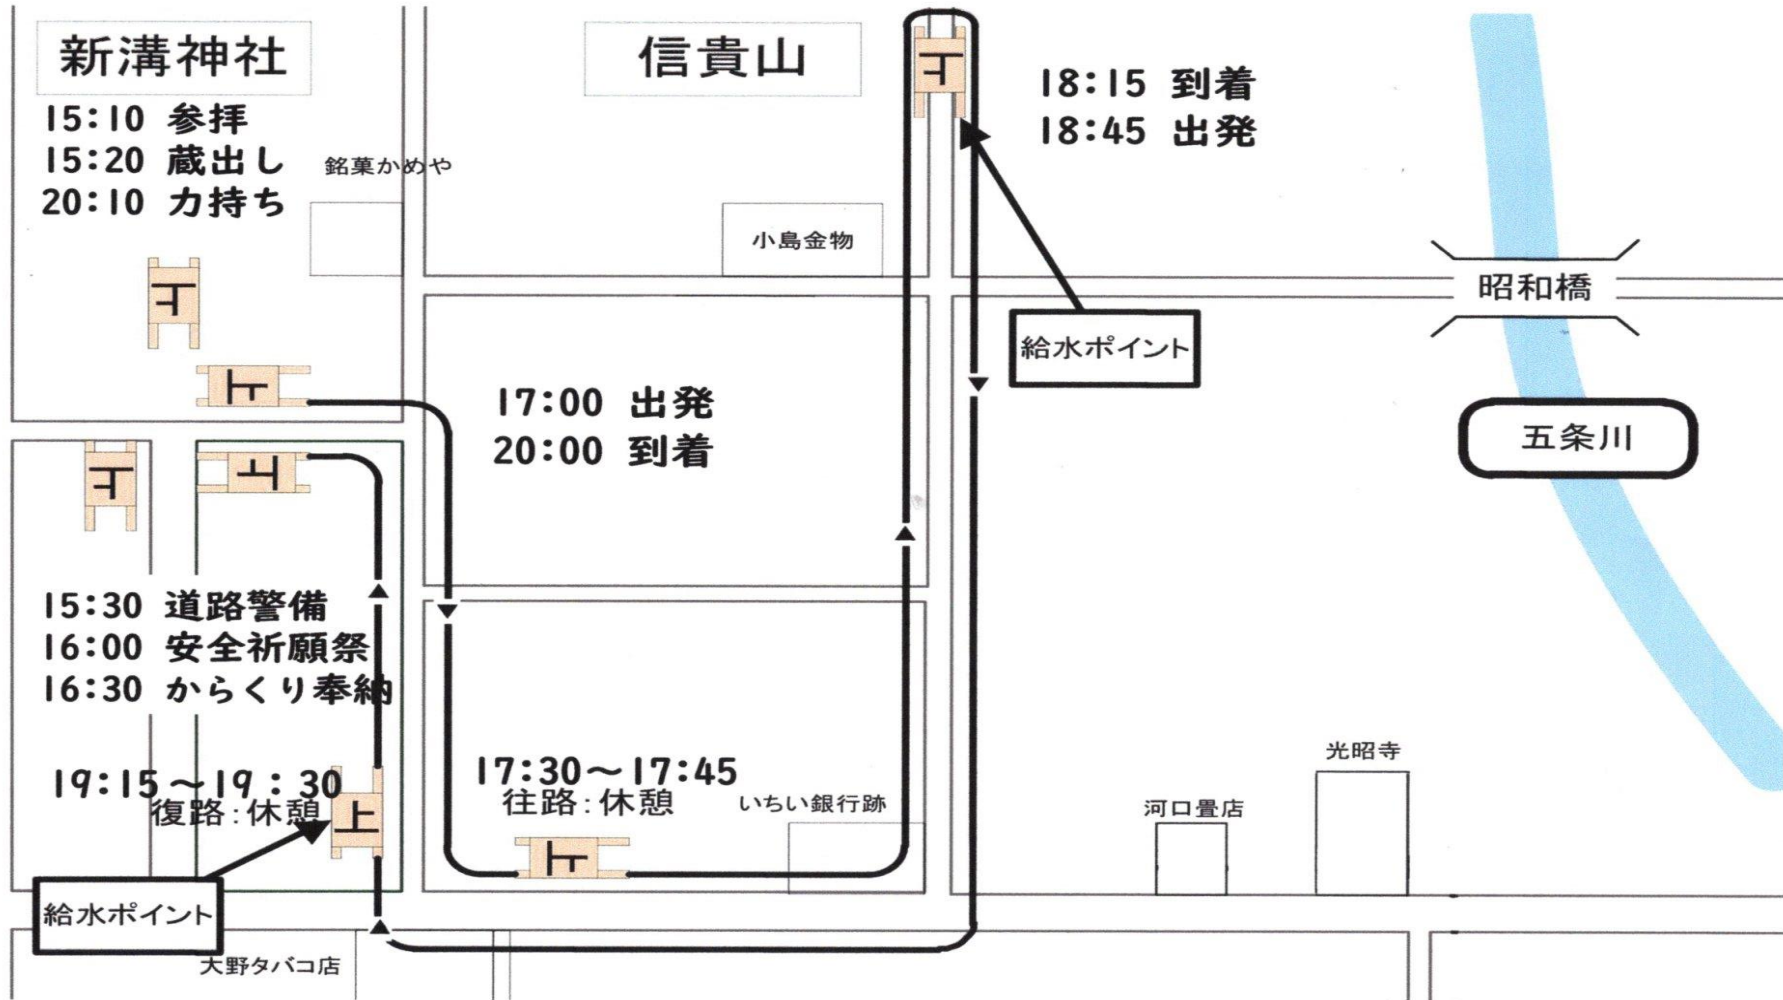 新溝神社
15:10 参拝
15:20 蔵出し
20:10 力持ち
銘菓かめや
信貴山
小島金物
18:15 到着
18:45 出発
給水ポイント
昭和橋
五条川
17:00 出発
20:00 到着
下
上
上
下
下
15:30 道路警備
16:00 安全祈願祭
16:30 からくり奉納
19:15～19：30
復路：休憩
上
給水ポイント
大野タバコ店
17:30～17:45
往路：休憩
上
いちい銀行跡
河口畳店
光昭寺